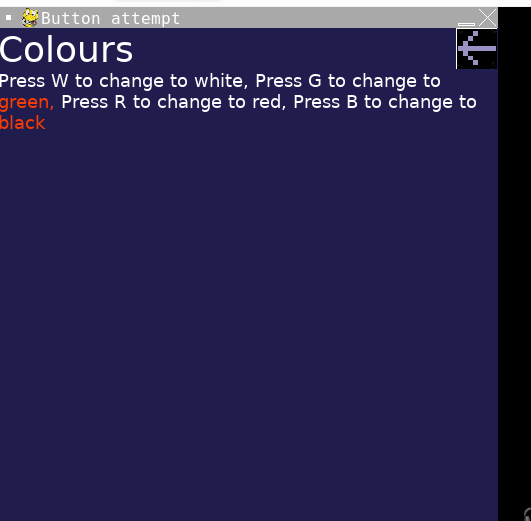 Button attempt
Colours
Press W to change to white, Press G to change to
green, Press R to change to red, Press B to change to
black